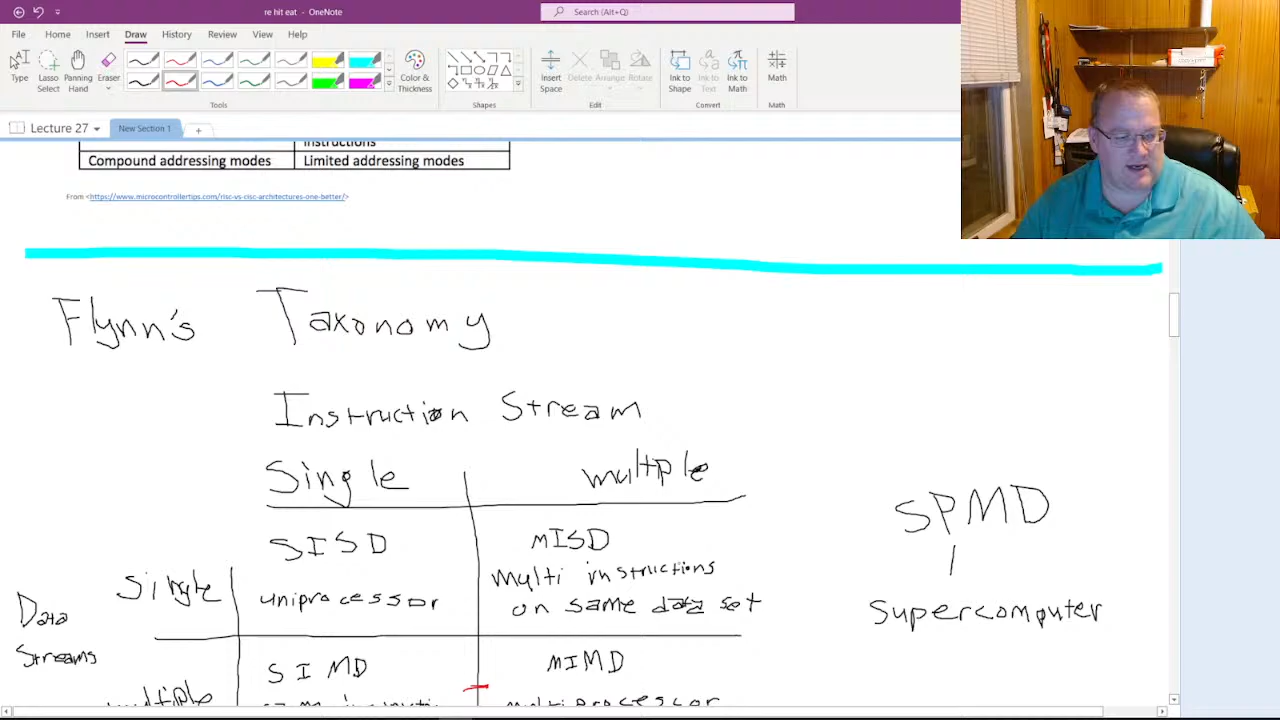 re hit eat - OneNote
Search (Alt+Q)
File Home Insert Draw History Review View Help
Type Lasso Select Panning Hand Eraser
Color & Thickness
Insert Space Delete Arrange Rotate
Ink to Shape Ink to Text Ink to Math Math
Tools Shapes Edit Convert Math
Lecture 27 New Section 1 +
instructions
Compound addressing modes Limited addressing modes
From <https://www.microcontrollertips.com/risc-vs-cisc-architectures-one-better/>
Flynn's Taxonomy
Instruction Stream
Single multiple
SPMD
SISD MISD
Single uniprocessor multi instructions on same data set
Data Streams
Supercomputer
SIMD MIMD
multiple multiprocessor